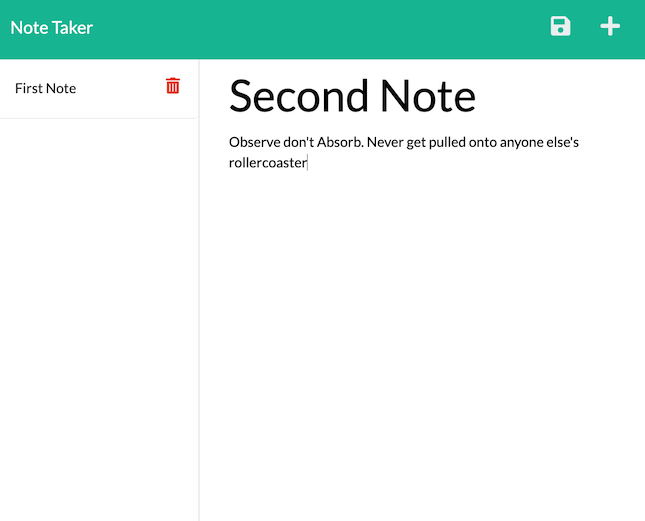 Note Taker
First Note
Second Note
Observe don't Absorb. Never get pulled onto anyone else's
rollercoaster